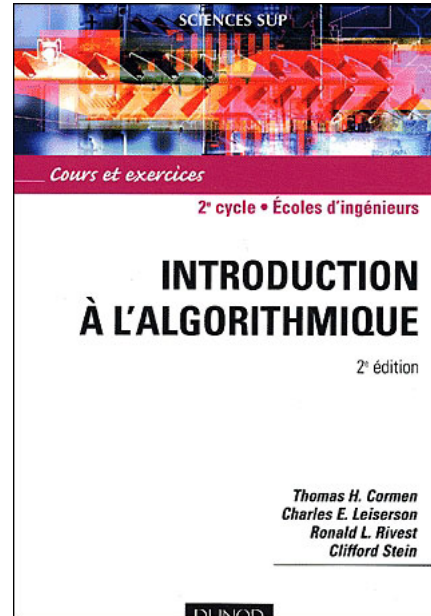 SCIENCES SUP
Cours et exercices
2e cycle • Écoles d'ingénieurs
INTRODUCTION
À L'ALGORITHMIQUE
2e édition
Thomas H. Cormen
Charles E. Leiserson
Ronald L. Rivest
Clifford Stein
DUNOD